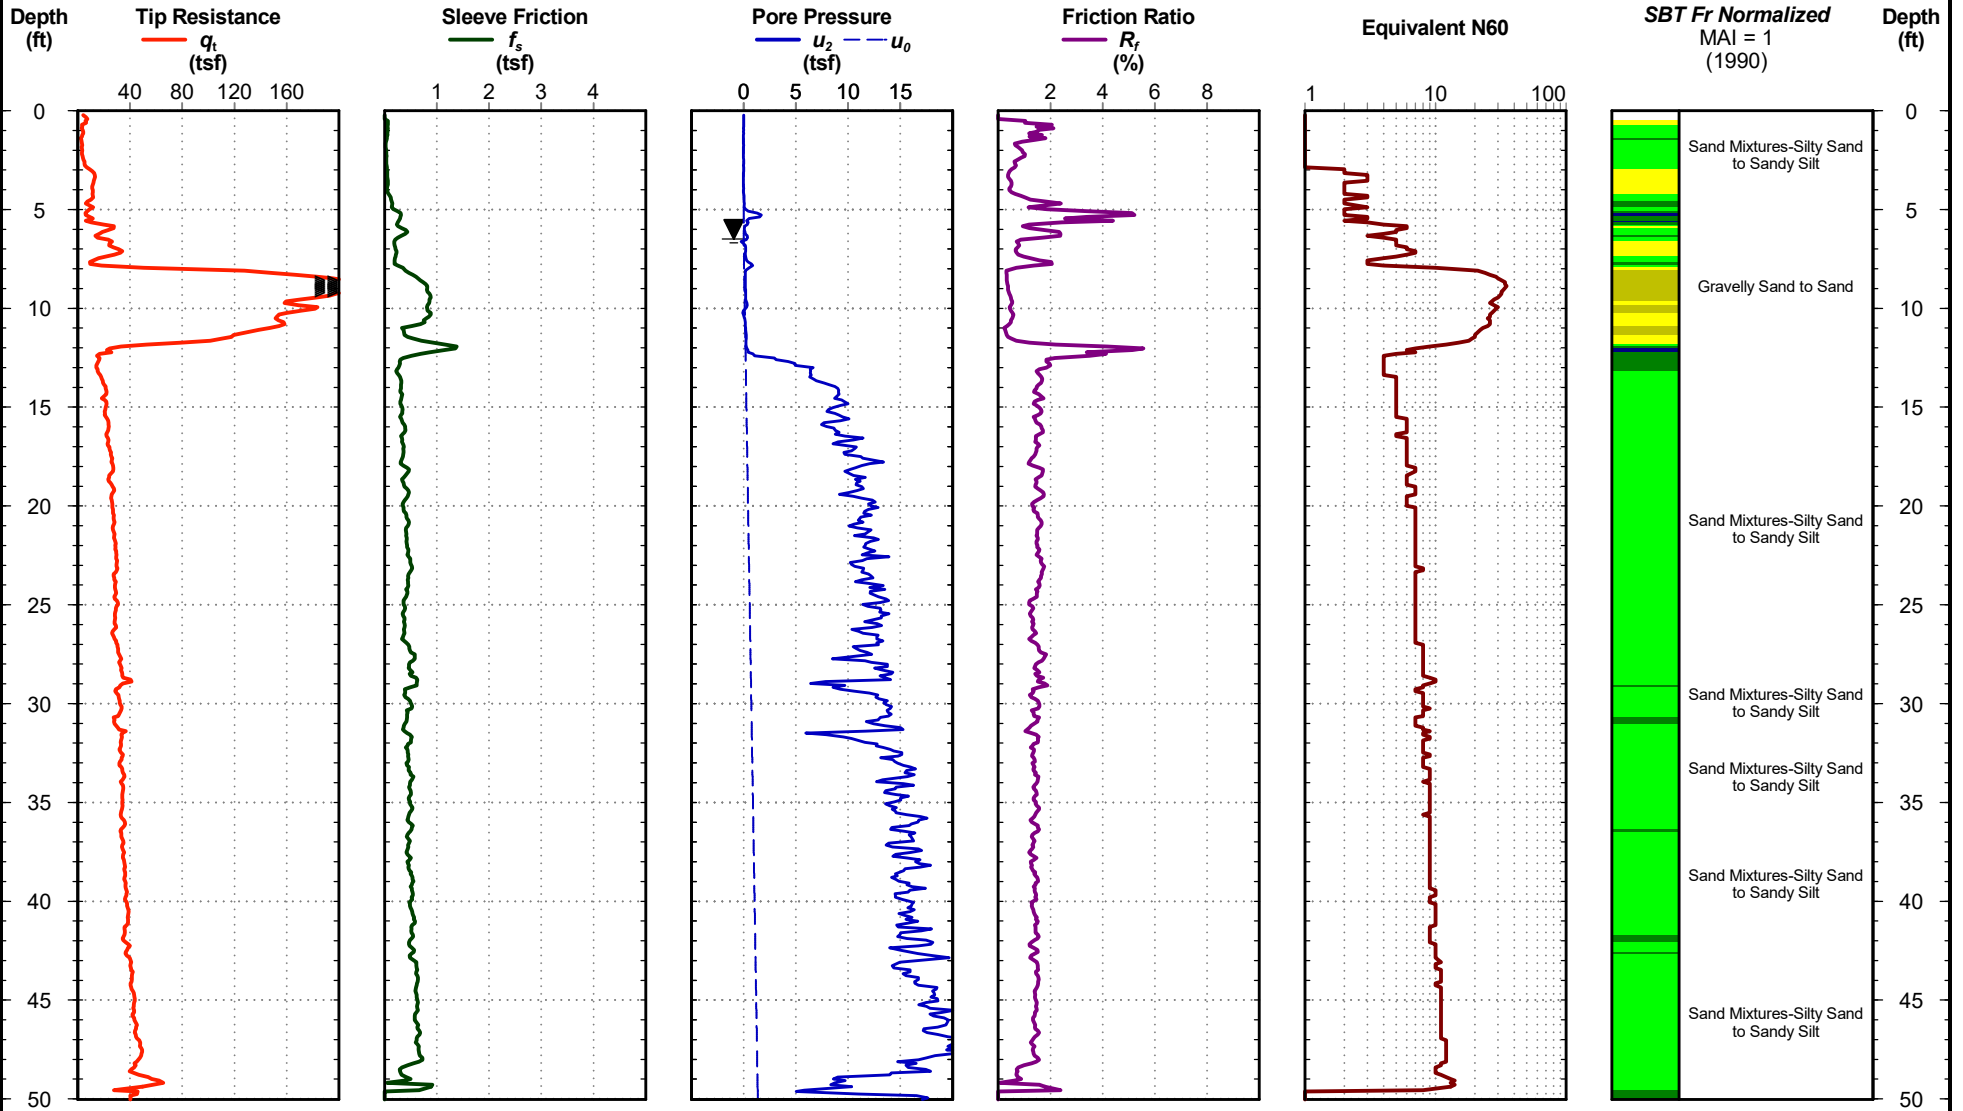 Depth
(ft)
Tip Resistance
qt
(tsf)
Sleeve Friction
fs
(tsf)
Pore Pressure
u2 u0
(tsf)
Friction Ratio
Rf
(%)
Equivalent N60
SBT Fr Normalized
MAI = 1
(1990)
Depth
(ft)
40 80 120 160
1 2 3 4
0 5 10 15
2 4 6 8
1 10 100
0 0
Sand Mixtures-Silty Sand
to Sandy Silt
5 5
Gravelly Sand to Sand
10 10
15 15
20 20
Sand Mixtures-Silty Sand
to Sandy Silt
25 25
Sand Mixtures-Silty Sand
to Sandy Silt
30 30
Sand Mixtures-Silty Sand
to Sandy Silt
35 35
Sand Mixtures-Silty Sand
to Sandy Silt
40 40
45 45
Sand Mixtures-Silty Sand
to Sandy Silt
50 50